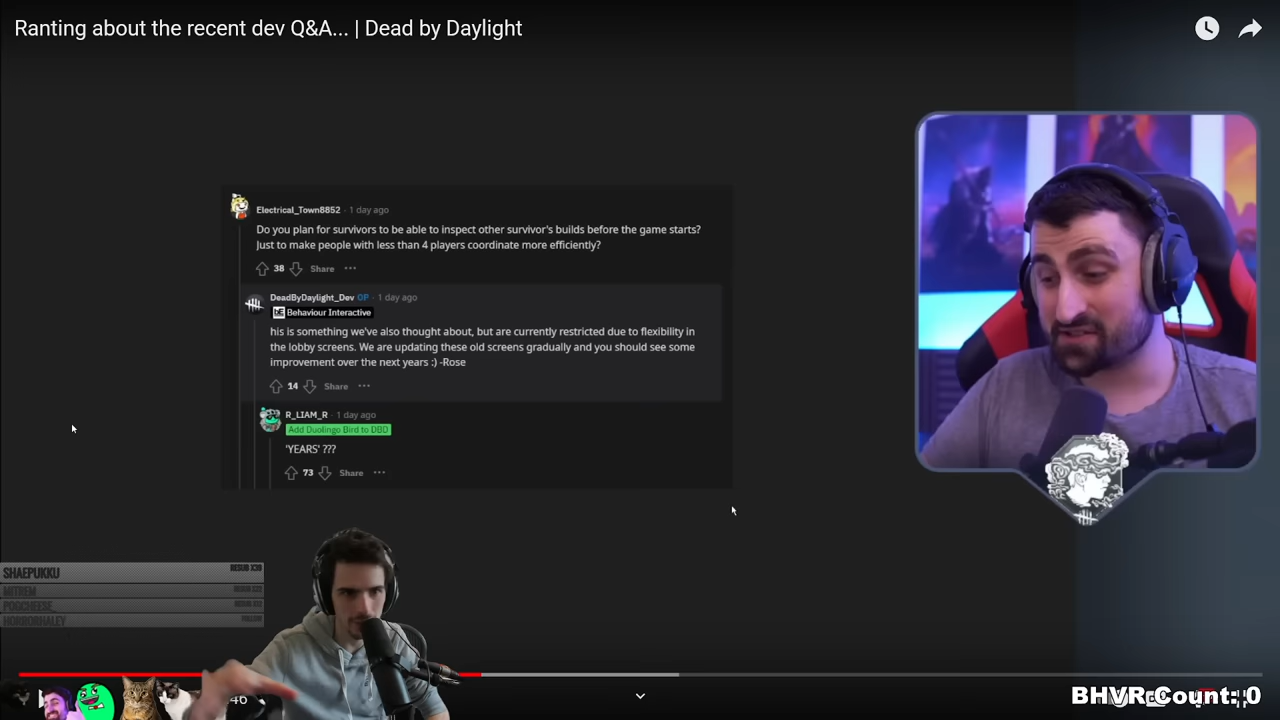 Ranting about the recent dev Q&A... | Dead by Daylight
Electrical_Town8852 · 1 day ago
Do you plan for survivors to be able to inspect other survivor's builds before the game starts?
Just to make people with less than 4 players coordinate more efficiently?
38 Share ···
DeadByDaylight_Dev OP · 1 day ago
Behaviour Interactive
his is something we've also thought about, but are currently restricted due to flexibility in
the lobby screens. We are updating these old screens gradually and you should see some
improvement over the next years :) -Rose
14 Share ···
R_LIAM_R · 1 day ago
Add Duolingo Bird to DBD
'YEARS' ???
73 Share ···
SHAEPUKKU
MITREM
POGCHEESE_
HORRORHALEY FOLLOW
46
BHVR Count: 0